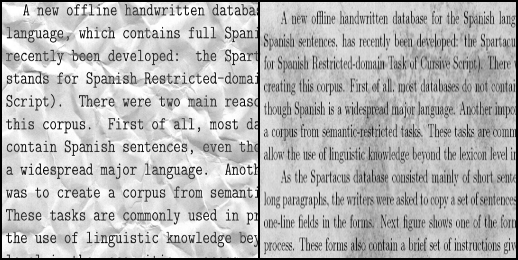 A new offline handwritten databas
language, which contains full Spani
recently been developed: the Spart
stands for Spanish Restricted-domai
Script). There were two main reaso
this corpus. First of all, most da
contain Spanish sentences, even tho
a widespread major language. Anoth
was to create a corpus from semanti
These tasks are commonly used in pr
the use of linguistic knowledge bey
A new offline handwritten database for the Spanish lang
Spanish sentences, has recently been developed: the Spartacu
for Spanish Restricted-domain Task of Cursive Script). There v
creating this corpus. First of all, most databases do not contai
though Spanish is a widespread major language. Another impor
a corpus from semantic-restricted tasks. These tasks are comm
allow the use of linguistic knowledge beyond the lexicon level in
As the Spartacus database consisted mainly of short sente
long paragraphs, the writers were asked to copy a set of sentences
one-line fields in the forms. Next figure shows one of the form
process. These forms also contain a brief set of instructions giv